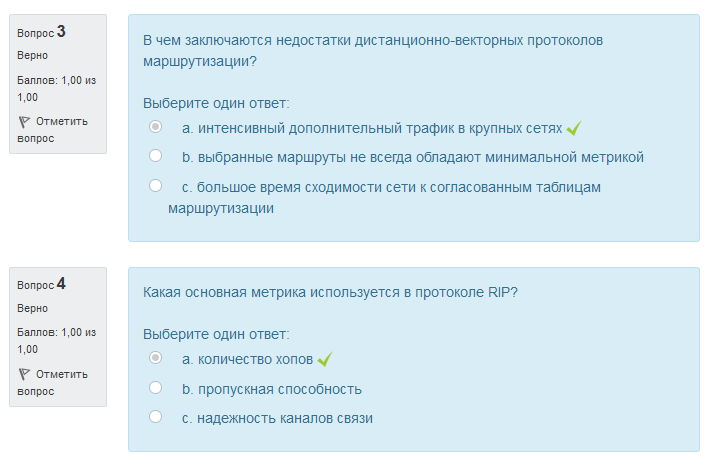 Вопрос 3
Верно
Баллов: 1,00 из
1,00
Отметить
вопрос
В чем заключаются недостатки дистанционно-векторных протоколов
маршрутизации?
Выберите один ответ:
a. интенсивный дополнительный трафик в крупных сетях
b. выбранные маршруты не всегда обладают минимальной метрикой
c. большое время сходимости сети к согласованным таблицам
маршрутизации
Вопрос 4
Верно
Баллов: 1,00 из
1,00
Отметить
вопрос
Какая основная метрика используется в протоколе RIP?
Выберите один ответ:
a. количество хопов
b. пропускная способность
c. надежность каналов связи